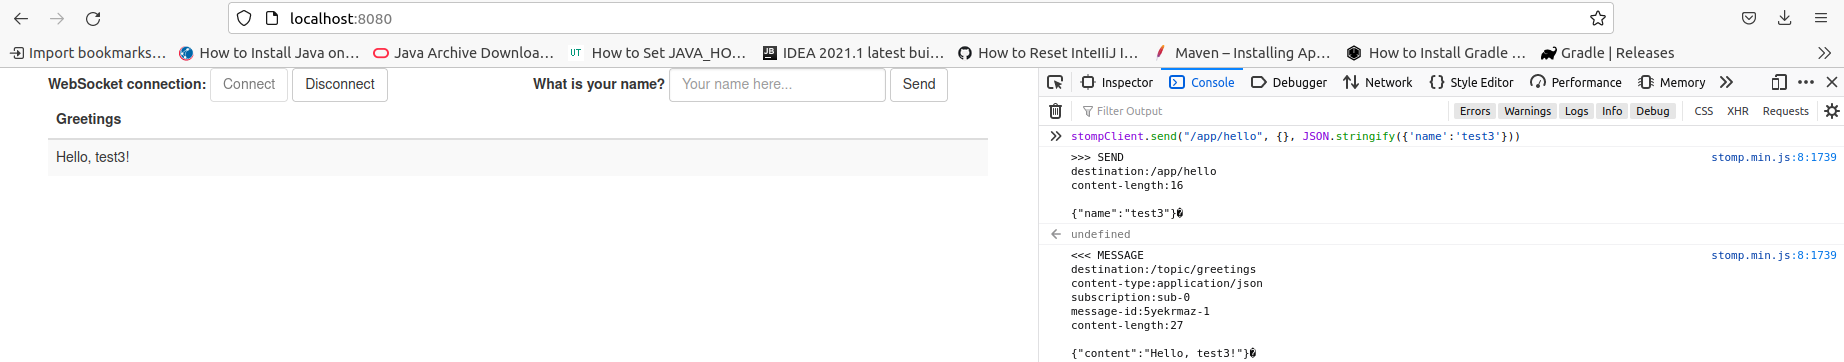 localhost:8080
Import bookmarks... How to Install Java on... Java Archive Downloa... UT How to Set JAVA_HO... IDEA 2021.1 latest bui... How to Reset IntelliJ I... Maven – Installing Ap... How to Install Gradle ... Gradle | Releases
WebSocket connection: Connect Disconnect What is your name? Your name here... Send
Greetings
Hello, test3!
Inspector Console Debugger Network Style Editor Performance Memory
Filter Output Errors Warnings Logs Info Debug CSS XHR Requests
stompClient.send("/app/hello", {}, JSON.stringify({'name':'test3'}))
>>> SEND stomp.min.js:8:1739
destination:/app/hello
content-length:16
{"name":"test3"}�
undefined
<<< MESSAGE stomp.min.js:8:1739
destination:/topic/greetings
content-type:application/json
subscription:sub-0
message-id:5yekrmaz-1
content-length:27
{"content":"Hello, test3!"}�